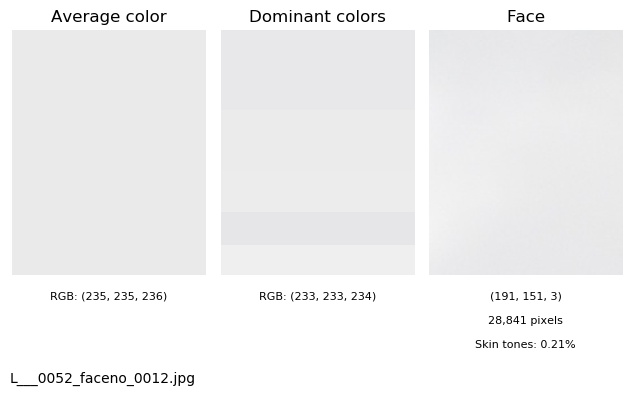 Average color
Dominant colors
Face
RGB: (235, 235, 236)
RGB: (233, 233, 234)
(191, 151, 3)
28,841 pixels
Skin tones: 0.21%
L___0052_faceno_0012.jpg